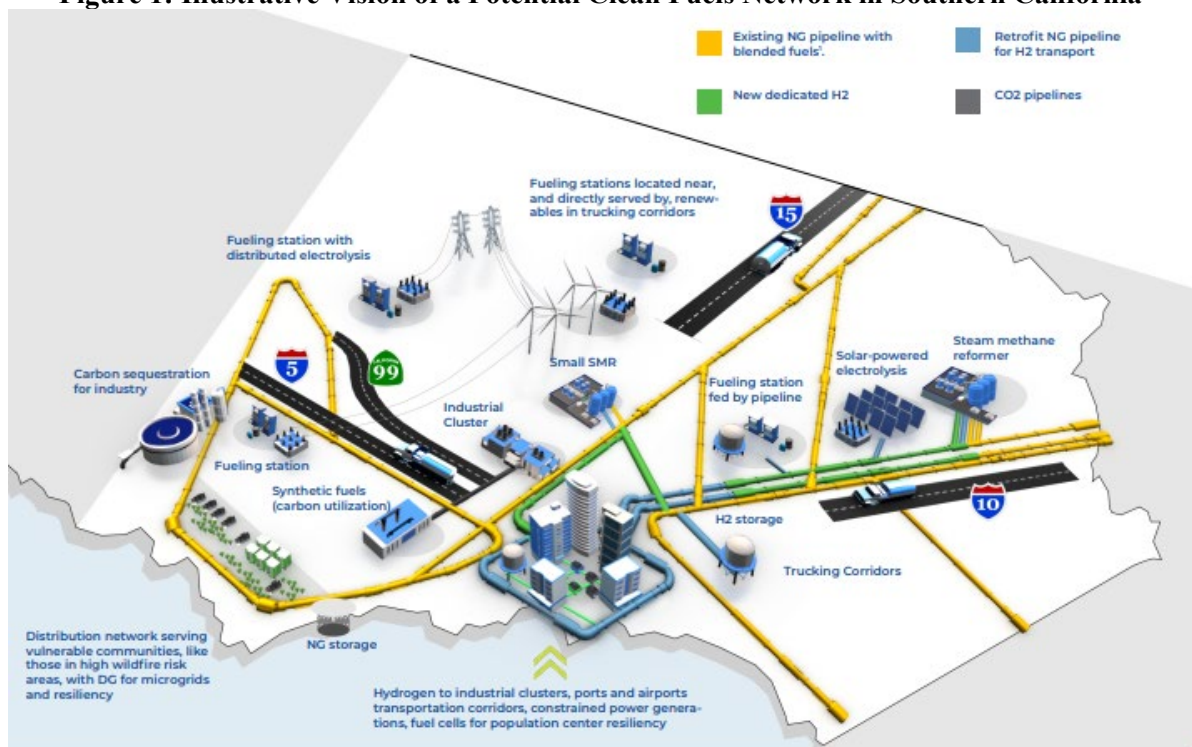 Figure 1: Illustrative Vision of a Potential Clean Fuels Network in Southern California
Existing NG pipeline with
blended fuels¹.
Retrofit NG pipeline
for H2 transport
New dedicated H2
CO2 pipelines
Fueling stations located near,
and directly served by, renew-
ables in trucking corridors
15
Fueling station with
distributed electrolysis
Carbon sequestration
for industry
5
CALIFORNIA
99
Small SMR
Solar-powered
electrolysis
Steam methane
reformer
Fueling station
fed by pipeline
Industrial
Cluster
Fueling station
Synthetic fuels
(carbon utilization)
H2 storage
10
Trucking Corridors
NG storage
Distribution network serving
vulnerable communities, like
those in high wildfire risk
areas, with DG for microgrids
and resiliency
Hydrogen to industrial clusters, ports and airports
transportation corridors, constrained power genera-
tions, fuel cells for population center resiliency